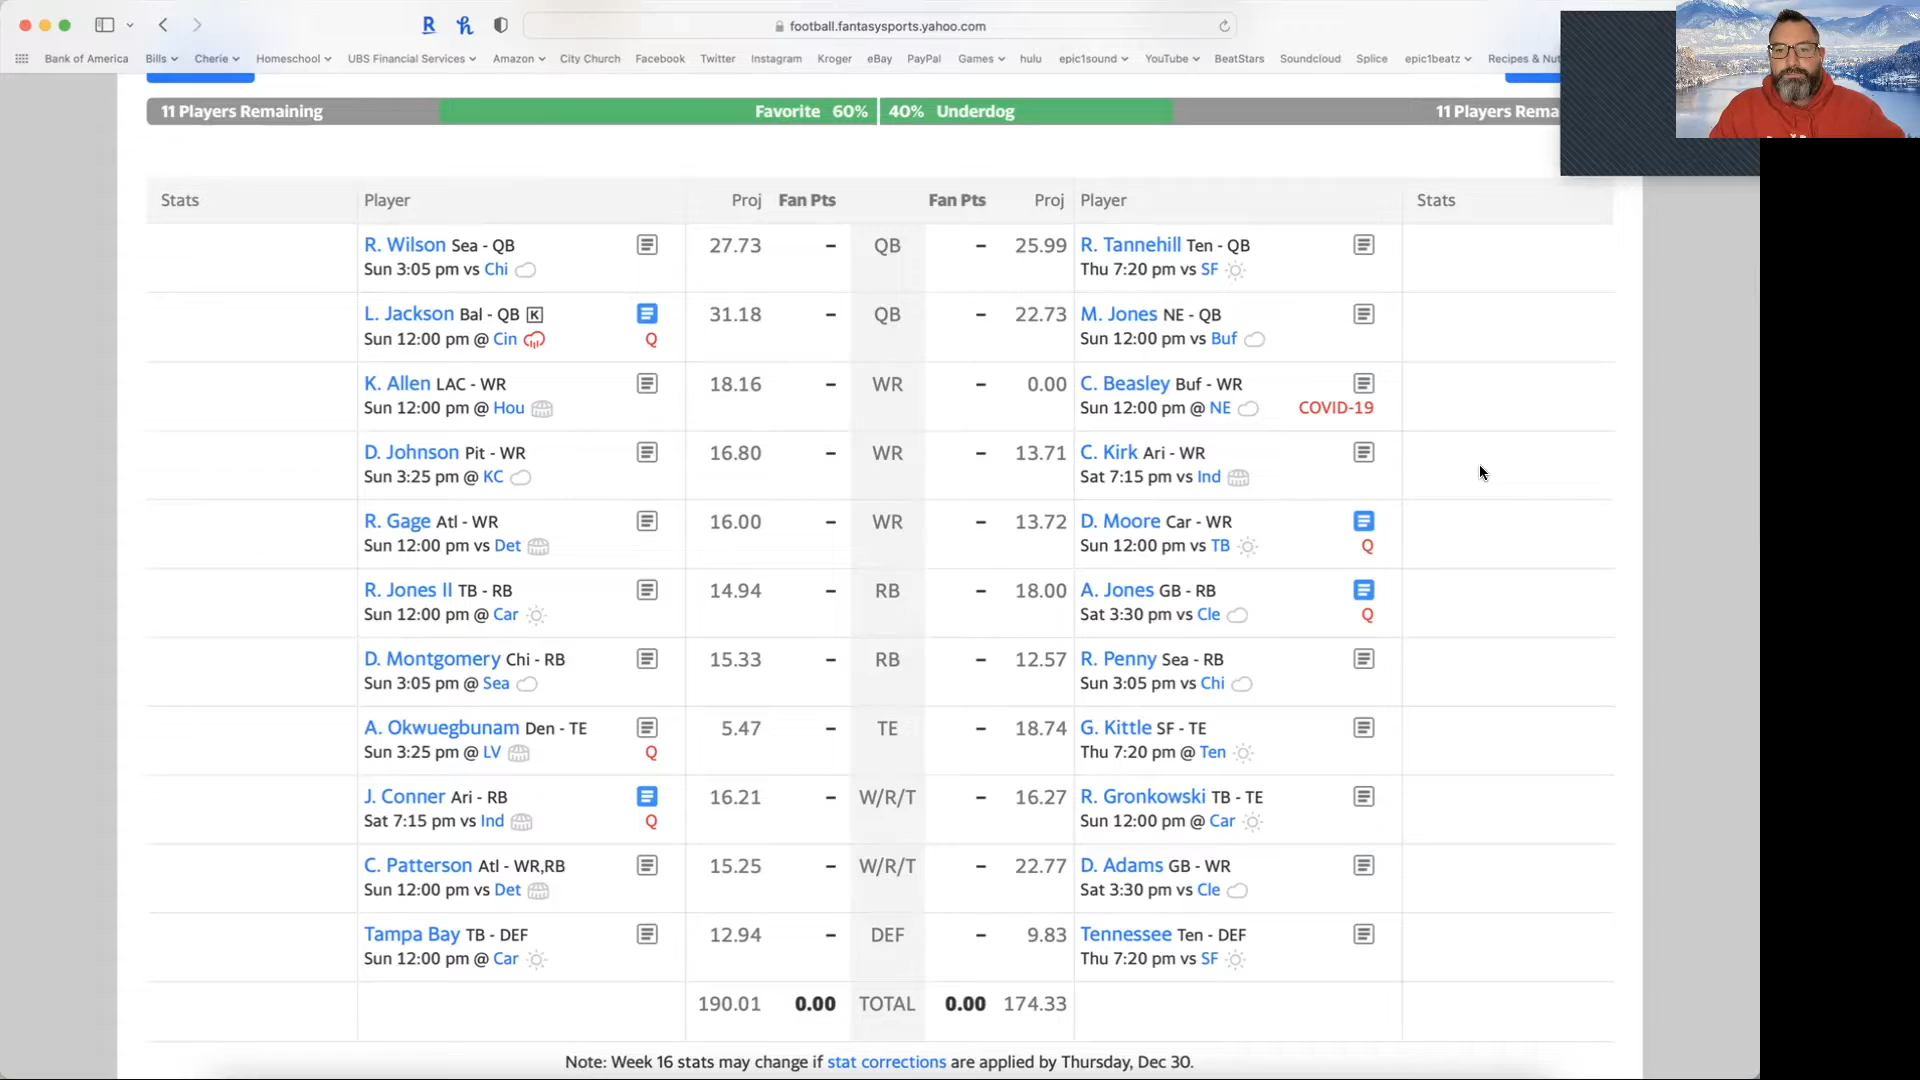 football.fantasysports.yahoo.com
Bank of America Bills Cherie Homeschool UBS Financial Services Amazon City Church Facebook Twitter Instagram Kroger eBay PayPal Games hulu epic1sound YouTube BeatStars Soundcloud Splice epic1beatz Recipes & Nut
11 Players Remaining Favorite 60% 40% Underdog 11 Players Rema
Stats Player Proj Fan Pts Fan Pts Proj Player Stats
R. Wilson Sea - QB 27.73 – QB – 25.99 R. Tannehill Ten - QB
Sun 3:05 pm vs Chi Thu 7:20 pm vs SF
L. Jackson Bal - QB K 31.18 – QB – 22.73 M. Jones NE - QB
Sun 12:00 pm @ Cin Q Sun 12:00 pm vs Buf
K. Allen LAC - WR 18.16 – WR – 0.00 C. Beasley Buf - WR
Sun 12:00 pm @ Hou Sun 12:00 pm @ NE COVID-19
D. Johnson Pit - WR 16.80 – WR – 13.71 C. Kirk Ari - WR
Sun 3:25 pm @ KC Sat 7:15 pm vs Ind
R. Gage Atl - WR 16.00 – WR – 13.72 D. Moore Car - WR
Sun 12:00 pm vs Det Sun 12:00 pm vs TB Q
R. Jones II TB - RB 14.94 – RB – 18.00 A. Jones GB - RB
Sun 12:00 pm @ Car Sat 3:30 pm vs Cle Q
D. Montgomery Chi - RB 15.33 – RB – 12.57 R. Penny Sea - RB
Sun 3:05 pm @ Sea Sun 3:05 pm vs Chi
A. Okwuegbunam Den - TE 5.47 – TE – 18.74 G. Kittle SF - TE
Sun 3:25 pm @ LV Q Thu 7:20 pm @ Ten
J. Conner Ari - RB 16.21 – W/R/T – 16.27 R. Gronkowski TB - TE
Sat 7:15 pm vs Ind Q Sun 12:00 pm @ Car
C. Patterson Atl - WR,RB 15.25 – W/R/T – 22.77 D. Adams GB - WR
Sun 12:00 pm vs Det Sat 3:30 pm vs Cle
Tampa Bay TB - DEF 12.94 – DEF – 9.83 Tennessee Ten - DEF
Sun 12:00 pm @ Car Thu 7:20 pm vs SF
190.01 0.00 TOTAL 0.00 174.33
Note: Week 16 stats may change if stat corrections are applied by Thursday, Dec 30.